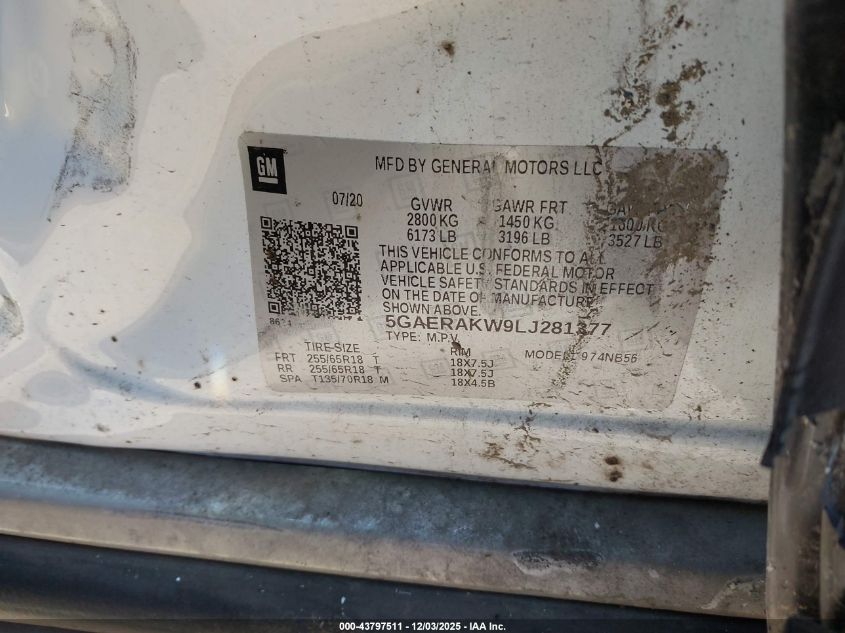 GM
MFD BY GENERAL MOTORS LLC
07/20 GVWR GAWR FRT
2800 KG 1450 KG
6173 LB 3196 LB 3527 LB
THIS VEHICLE CONFORMS TO ALL
APPLICABLE U.S. FEDERAL MOTOR
VEHICLE SAFETY STANDARDS IN EFFECT
ON THE DATE OF MANUFACTURE
SHOWN ABOVE.
5GAERAKW9LJ281377
TYPE: M.P.V.
TIRE-SIZE RIM MODEL:
FRT 255/65R18 T 18X7.5J
RR 255/65R18 T 18X7.5J
SPA T135/70R18 M 18X4.5B
000-43797511 - 12/03/2025 - IAA Inc.